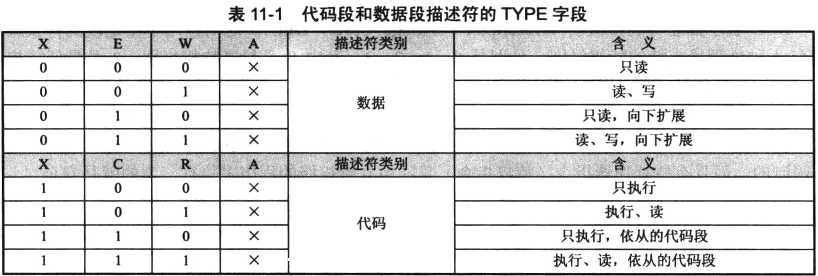 表 11-1 代码段和数据段描述符的 TYPE 字段
X E W A 描述符类别 含 义
0 0 0 × 数据 只读
0 0 1 × 读、写
0 1 0 × 只读，向下扩展
0 1 1 × 读、写，向下扩展
X C R A 描述符类别 含 义
1 0 0 × 代码 只执行
1 0 1 × 执行、读
1 1 0 × 只执行，依从的代码段
1 1 1 × 执行、读，依从的代码段